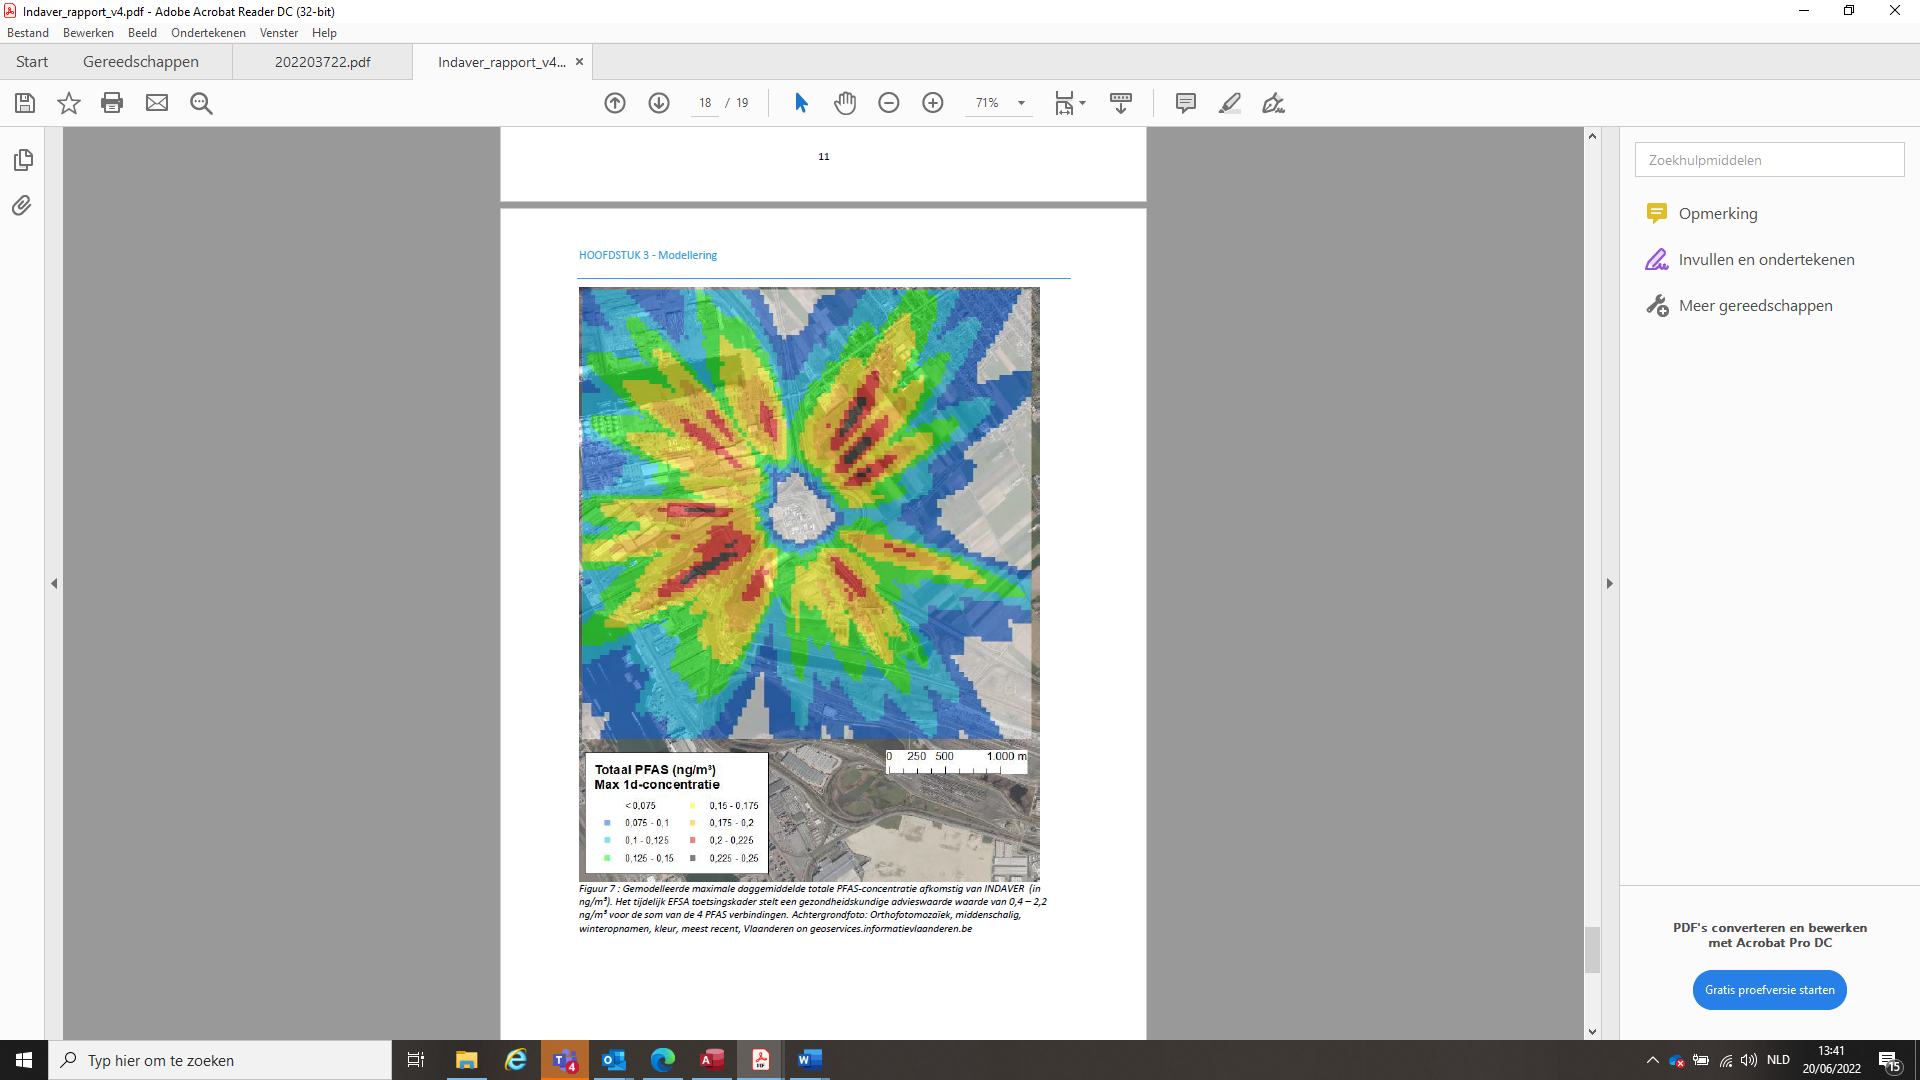 Indaver_rapport_v4.pdf - Adobe Acrobat Reader DC (32-bit)
Bestand Bewerken Beeld Ondertekenen Venster Help
Start Gereedschappen 202203722.pdf Indaver_rapport_v4... ×
18 / 19 71%
11
HOOFDSTUK 3 - Modellering
0 250 500 1.000 m
Totaal PFAS (ng/m³)
Max 1d-concentratie
< 0,075 0,15 - 0,175
0,075 - 0,1 0,175 - 0,2
0,1 - 0,125 0,2 - 0,225
0,125 - 0,15 0,225 - 0,25
Figuur 7 : Gemodelleerde maximale daggemiddelde totale PFAS-concentratie afkomstig van INDAVER (in
ng/m³). Het tijdelijk EFSA toetsingskader stelt een gezondheidskundige advieswaarde waarde van 0,4 – 2,2
ng/m³ voor de som van de 4 PFAS verbindingen. Achtergrondfoto: Orthofotomozaïek, middenschalig,
winteropnamen, kleur, meest recent, Vlaanderen on geoservices.informatievlaanderen.be
Zoekhulpmiddelen
Opmerking
Invullen en ondertekenen
Meer gereedschappen
PDF's converteren en bewerken
met Acrobat Pro DC
Gratis proefversie starten
Typ hier om te zoeken
4
NLD
13:41
20/06/2022
15